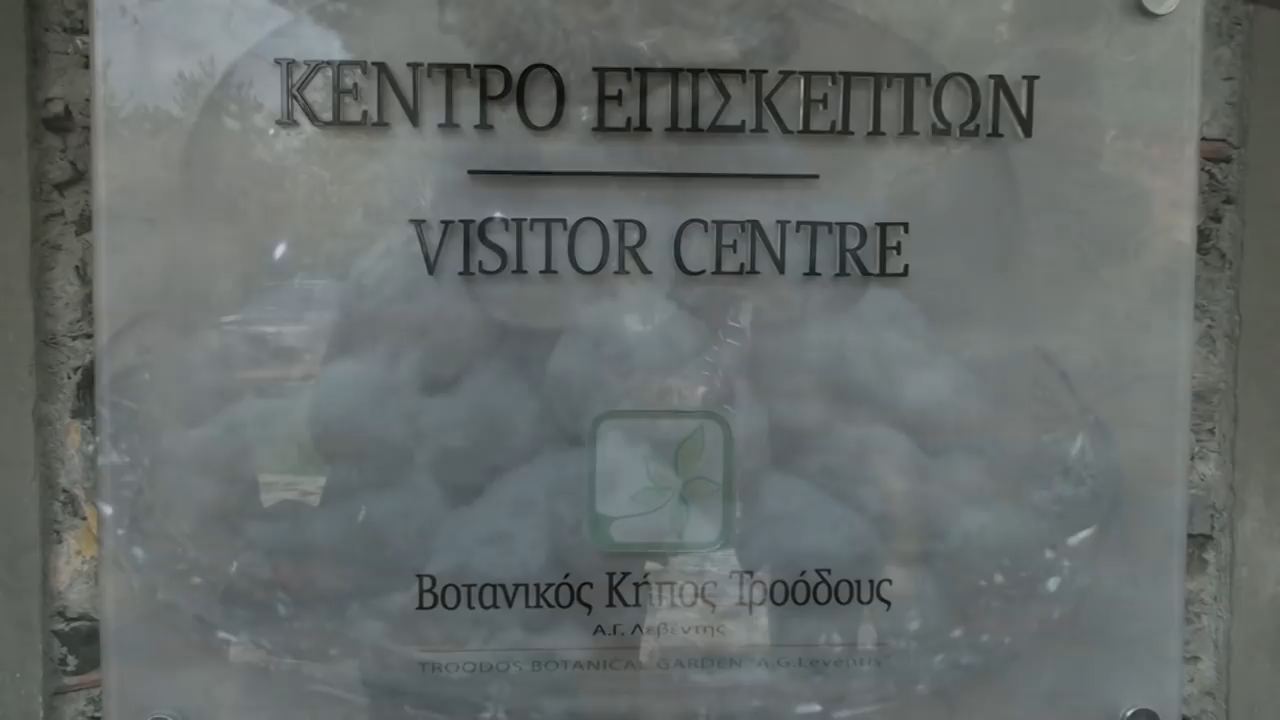 ΚΕΝΤΡΟ ΕΠΙΣΚΕΠΤΩΝ
VISITOR CENTRE
Βοτανικός Κήπος Τροόδους
Α.Γ. Λεβέντης
TROODOS BOTANICAL GARDEN "A.G.Leventis"